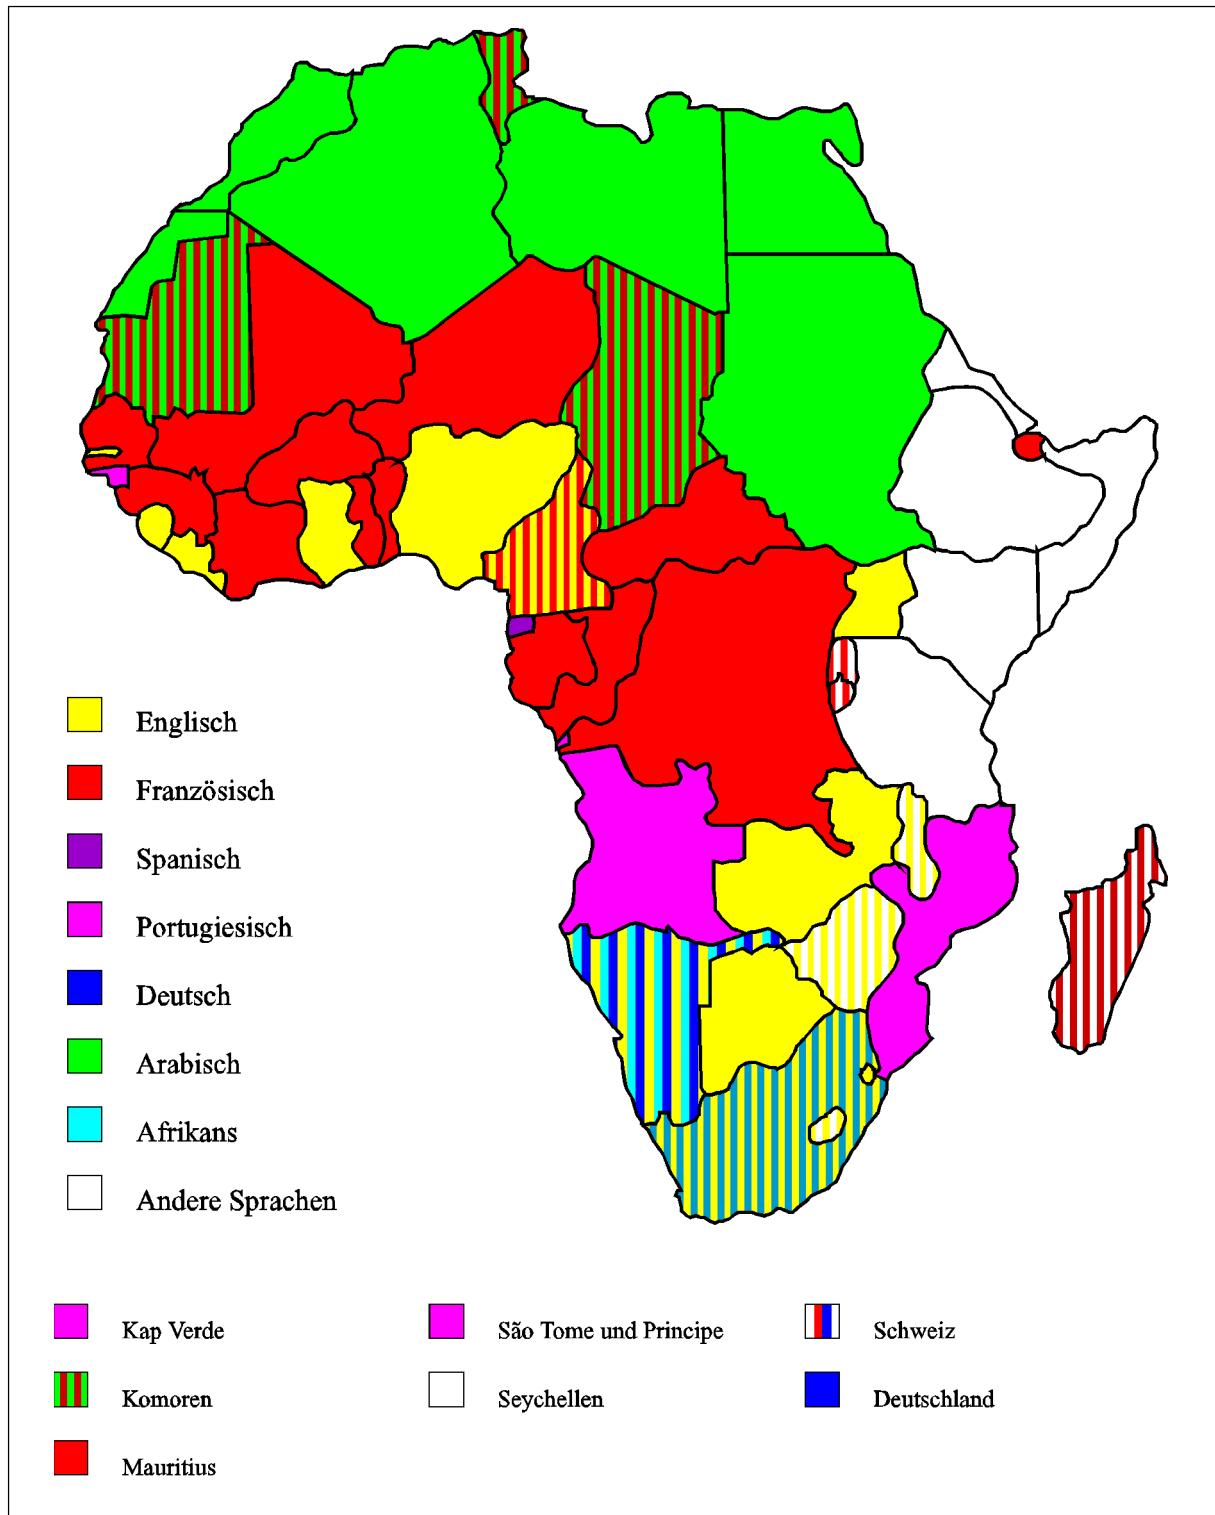 Englisch
Französisch
Spanisch
Portugiesisch
Deutsch
Arabisch
Afrikans
Andere Sprachen
Kap Verde
São Tome und Principe
Schweiz
Komoren
Seychellen
Deutschland
Mauritius